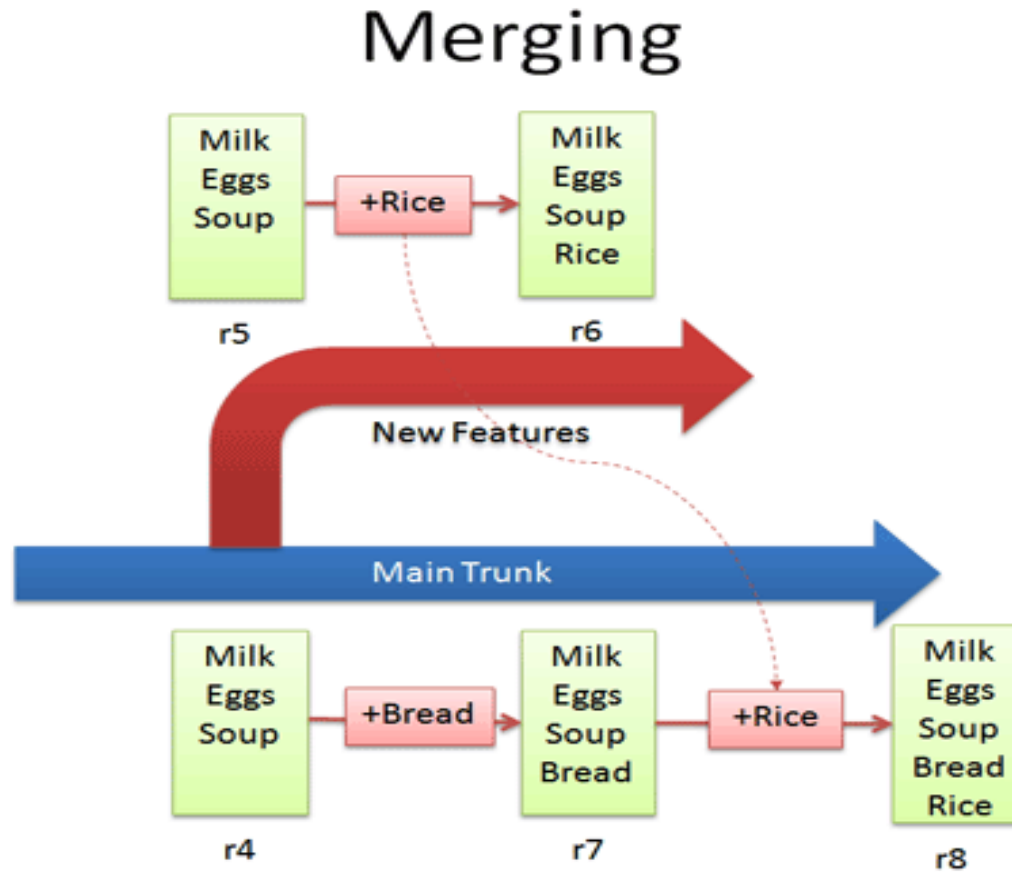 Merging
Milk
Eggs
Soup
+Rice
Milk
Eggs
Soup
Rice
r5
r6
New Features
Main Trunk
Milk
Eggs
Soup
+Bread
Milk
Eggs
Soup
Bread
+Rice
Milk
Eggs
Soup
Bread
Rice
r4
r7
r8